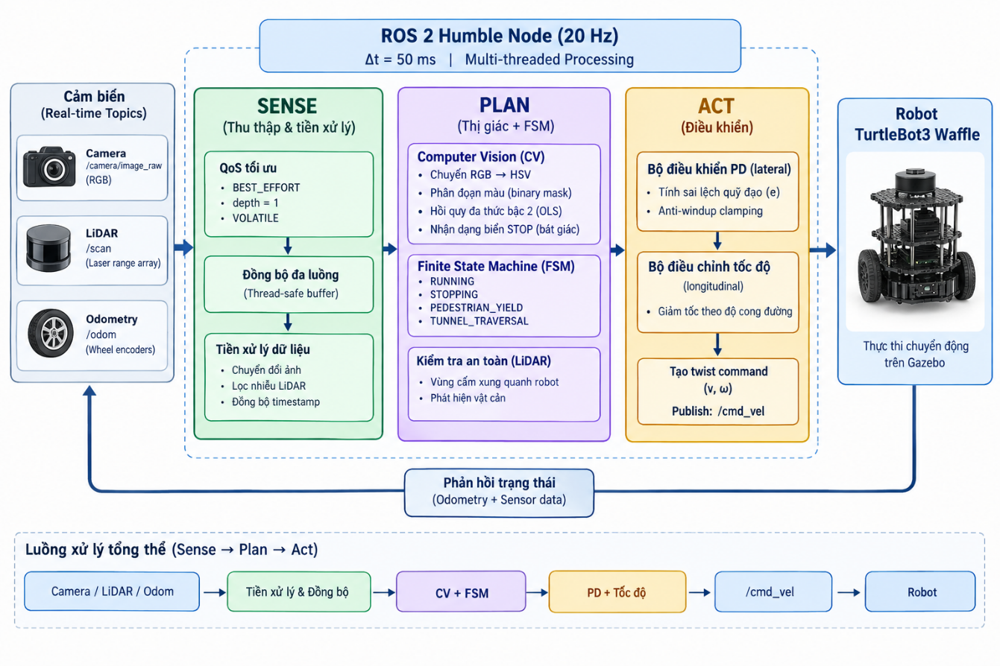 ROS 2 Humble Node (20 Hz)
Δt = 50 ms | Multi-threaded Processing
Cảm biến
(Real-time Topics)
Camera
/camera/image_raw
(RGB)
LiDAR
/scan
(Laser range array)
Odometry
/odom
(Wheel encoders)
SENSE
(Thu thập & tiền xử lý)
QoS tối ưu
• BEST_EFFORT
• depth = 1
• VOLATILE
Đồng bộ đa luồng
(Thread-safe buffer)
Tiền xử lý dữ liệu
• Chuyển đổi ảnh
• Lọc nhiễu LiDAR
• Đồng bộ timestamp
PLAN
(Thị giác + FSM)
Computer Vision (CV)
• Chuyển RGB → HSV
• Phân đoạn màu (binary mask)
• Hồi quy đa thức bậc 2 (OLS)
• Nhận dạng biển STOP (bát giác)
Finite State Machine (FSM)
• RUNNING
• STOPPING
• PEDESTRIAN_YIELD
• TUNNEL_TRAVERSAL
Kiểm tra an toàn (LiDAR)
• Vùng cấm xung quanh robot
• Phát hiện vật cản
ACT
(Điều khiển)
Bộ điều khiển PD (lateral)
• Tính sai lệch quỹ đạo (e)
• Anti-windup clamping
Bộ điều chỉnh tốc độ
(longitudinal)
• Giảm tốc theo độ cong đường
Tạo twist command
(v, ω)
Publish: /cmd_vel
Robot
TurtleBot3 Waffle
Thực thi chuyển động
trên Gazebo
Phản hồi trạng thái
(Odometry + Sensor data)
Luồng xử lý tổng thể (Sense → Plan → Act)
Camera / LiDAR / Odom
Tiền xử lý & Đồng bộ
CV + FSM
PD + Tốc độ
/cmd_vel
Robot